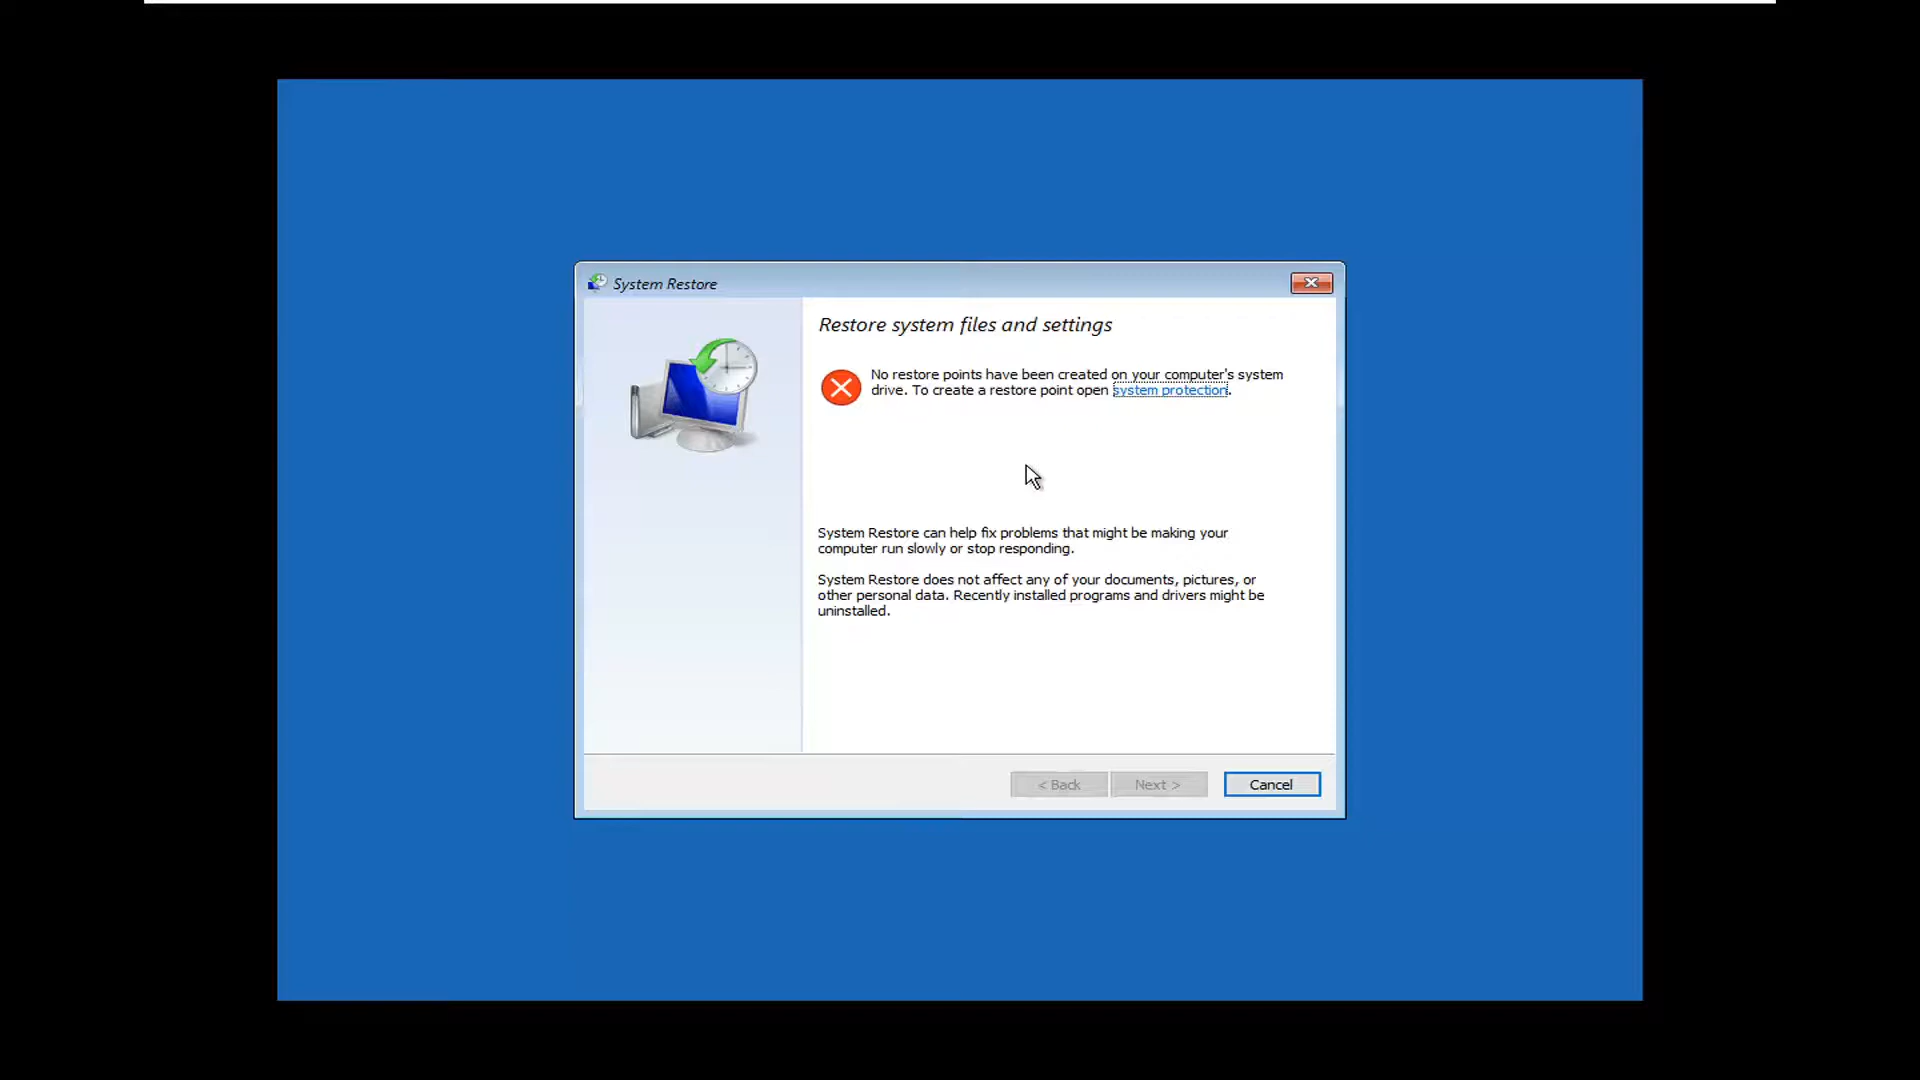 System Restore
Restore system files and settings
No restore points have been created on your computer's system
drive. To create a restore point open system protection.
System Restore can help fix problems that might be making your
computer run slowly or stop responding.
System Restore does not affect any of your documents, pictures, or
other personal data. Recently installed programs and drivers might be
uninstalled.
< Back
Next >
Cancel